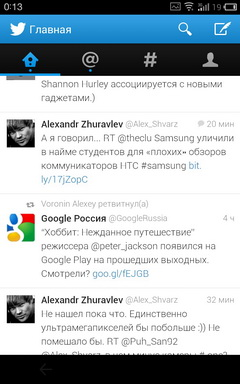 0:13
19
Главная
Shannon Hurley ассоциируется с новыми
гаджетами.)
Alexandr Zhuravlev @Alex_Shvarz 20 мин
А я говорил... RT @theclu Samsung уличили
в найме студентов для «плохих» обзоров
коммуникаторов HTC #samsung bit.
ly/17jZopC
Voronin Alexey ретвитнул(а)
Google Россия @GoogleRussia 4 ч
"Хоббит: Нежданное путешествие"
режиссера @peter_jackson появился на
Google Play на прошедших выходных.
Смотрели? goo.gl/fEJGB
Alexandr Zhuravlev @Alex_Shvarz 32 мин
Не нашел пока что. Единственно
ультрамегапикселей бы побольше :)) Не
помешало бы. RT @Puh_San92